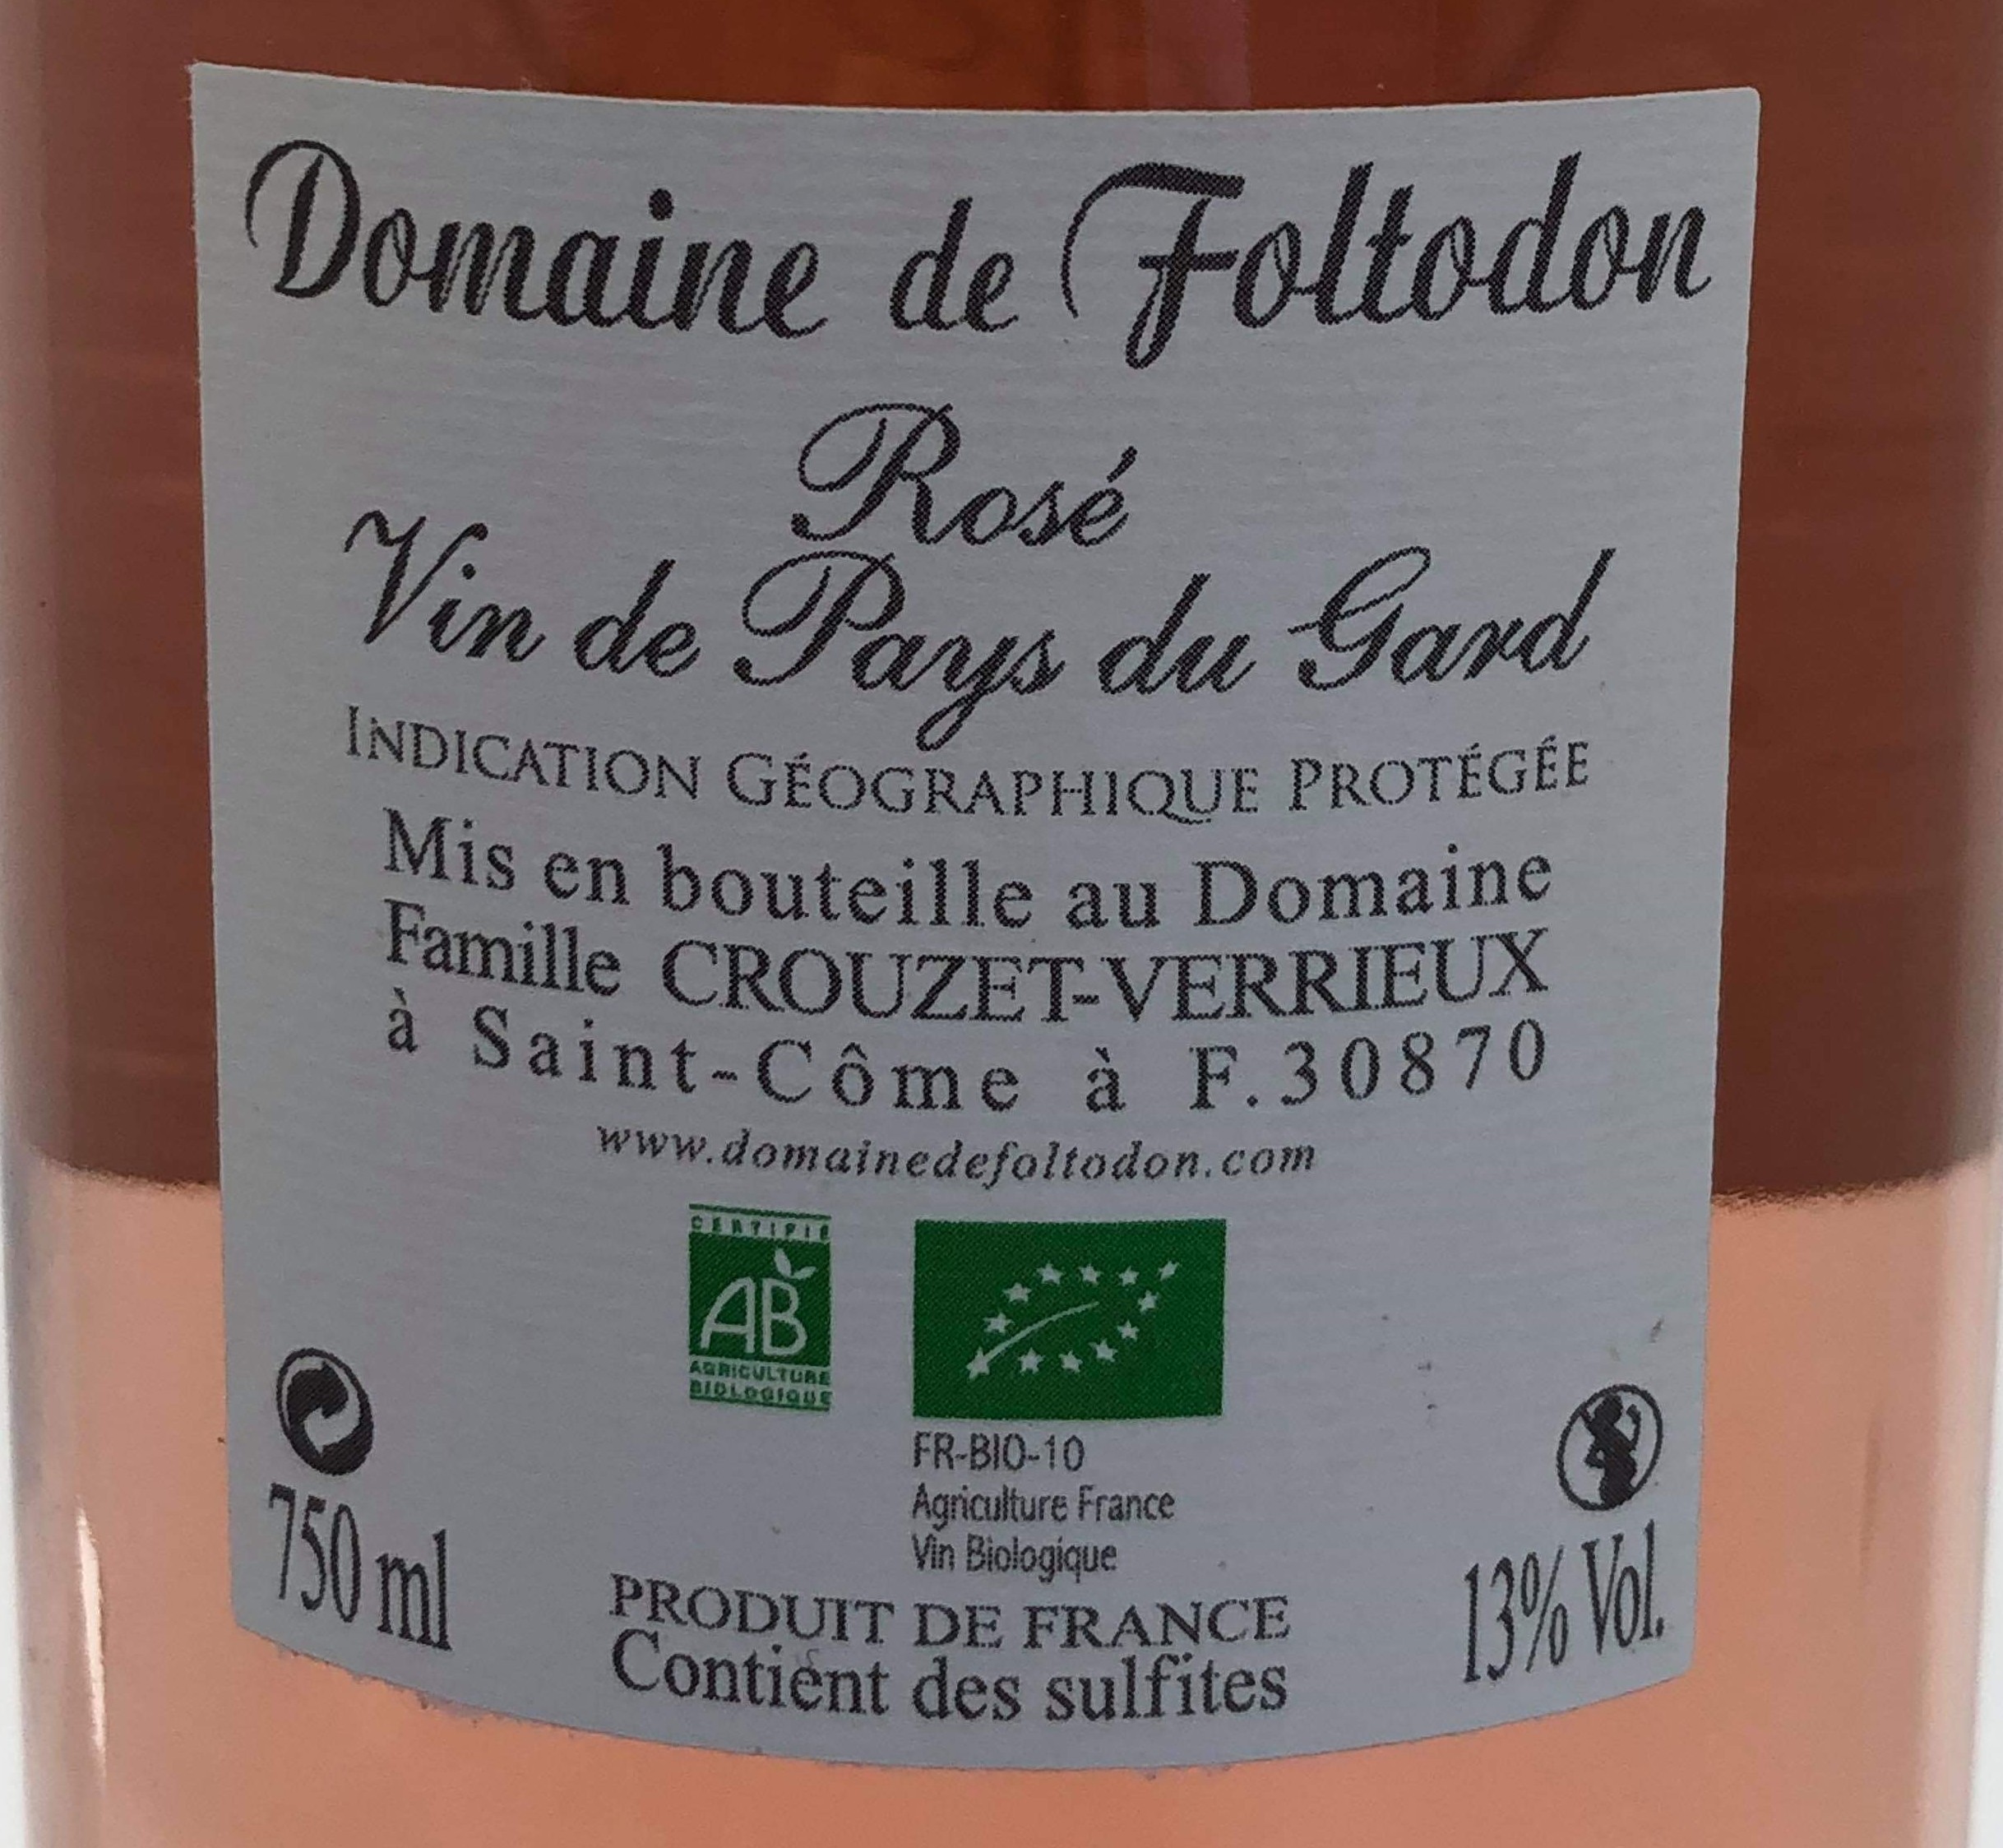 Domaine de Foltodon
Rosé
Vin de Pays du Gard
INDICATION GÉOGRAPHIQUE PROTÉGÉE
Mis en bouteille au Domaine
Famille CROUZET-VERRIEUX
à Saint-Côme à F.30870
www.domainedefoltodon.com
CERTIFIÉ
AB
AGRICULTURE
BIOLOGIQUE
FR-BIO-10
Agriculture France
Vin Biologique
750 ml
13% Vol.
PRODUIT DE FRANCE
Contient des sulfites